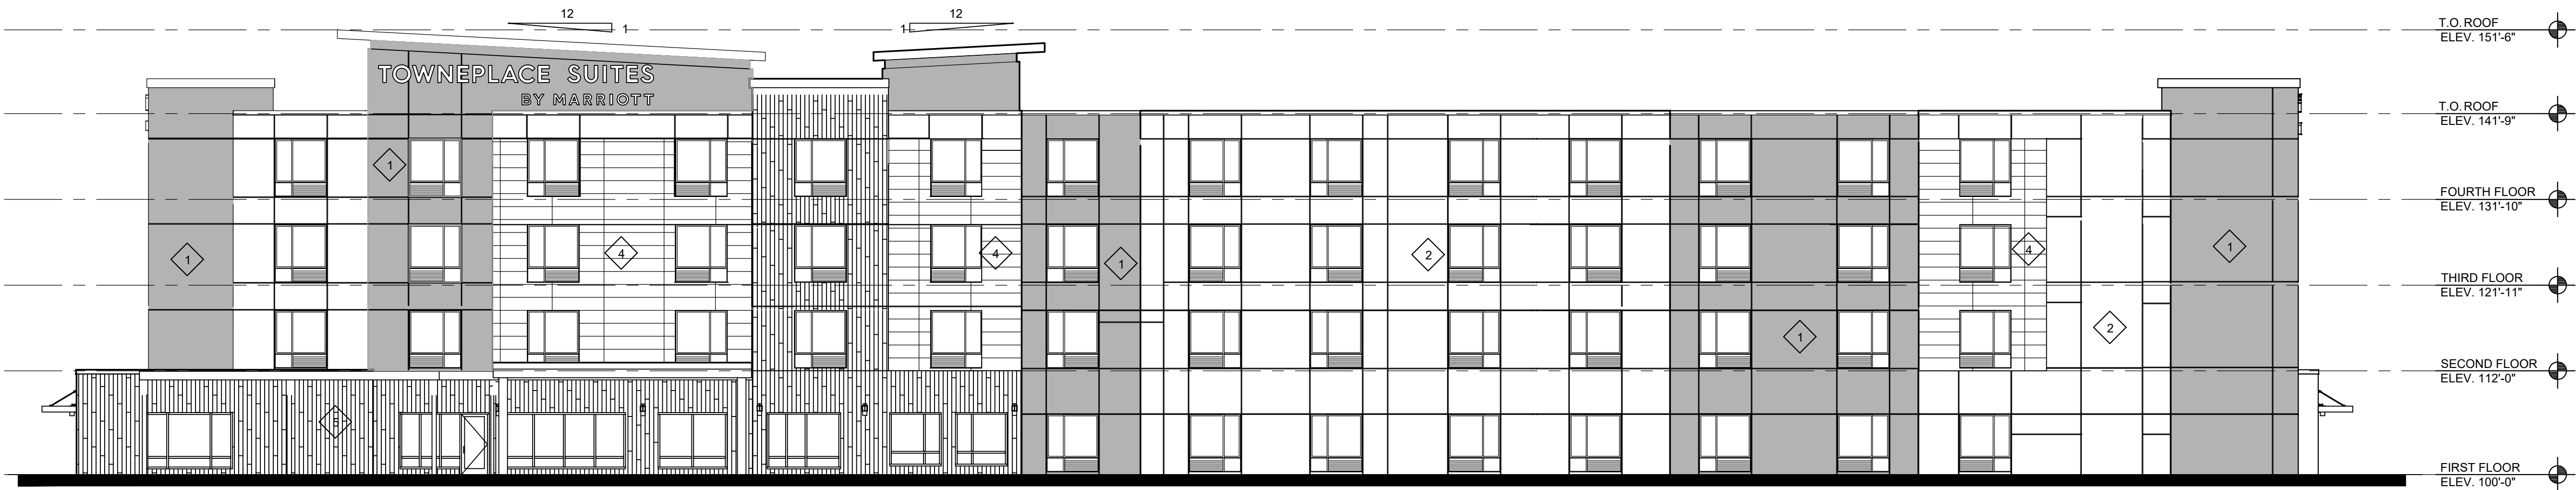 12
1
12
1
T.O. ROOF
ELEV. 151'-6"
TOWNEPLACE SUITES
BY MARRIOTT
T.O. ROOF
ELEV. 141'-9"
1
FOURTH FLOOR
ELEV. 131'-10"
1
4
4
1
2
4
1
THIRD FLOOR
ELEV. 121'-11"
1
2
SECOND FLOOR
ELEV. 112'-0"
FIRST FLOOR
ELEV. 100'-0"